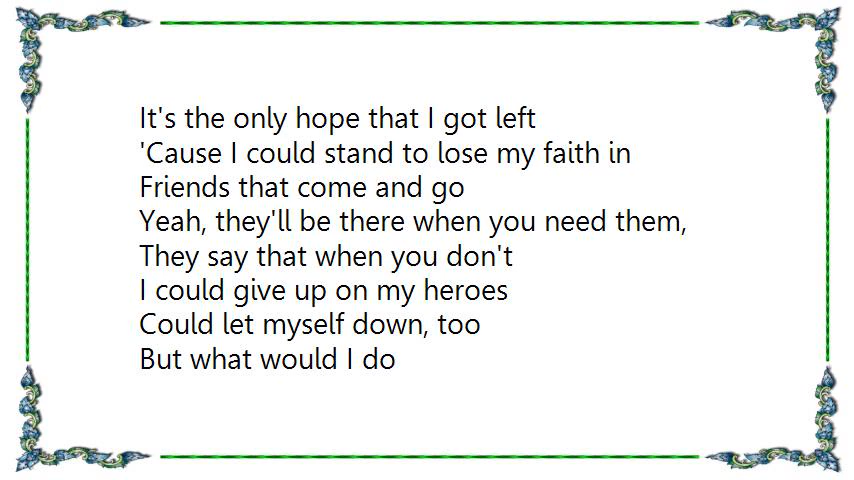 It's the only hope that I got left
'Cause I could stand to lose my faith in
Friends that come and go
Yeah, they'll be there when you need them,
They say that when you don't
I could give up on my heroes
Could let myself down, too
But what would I do